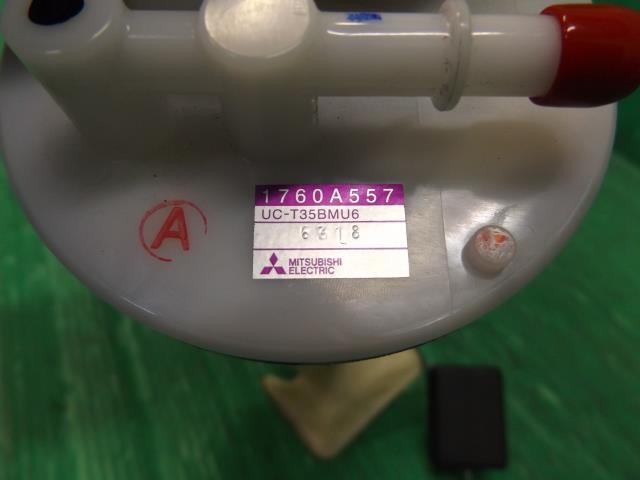 1760A557
UC-T35BMU6
6318
MITSUBISHI
ELECTRIC
A